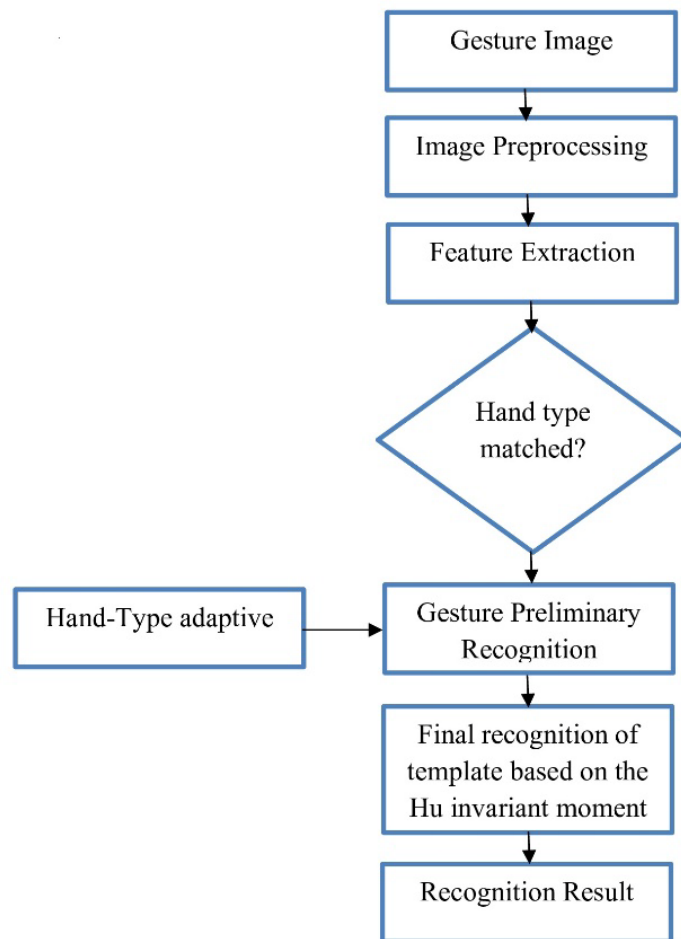 Gesture Image
Image Preprocessing
Feature Extraction
Hand type
matched?
Hand-Type adaptive
Gesture Preliminary
Recognition
Final recognition of
template based on the
Hu invariant moment
Recognition Result